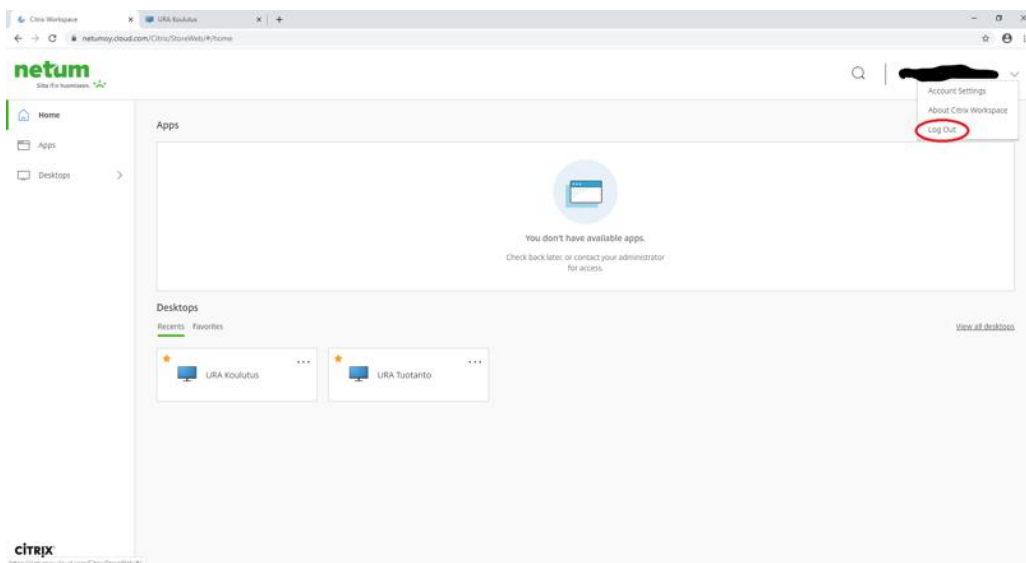 Citrix Workspace
URA Koulutus
netumoy.cloud.com/Citrix/StoreWeb/#/home
netum
Account Settings
About Citrix Workspace
Log Out
Home
Apps
Desktops
Apps
You don't have available apps.
Check back later, or contact your administrator
for access.
Desktops
Recents Favorites
View all desktops
URA Koulutus
URA Tuotanto
CİTRIX